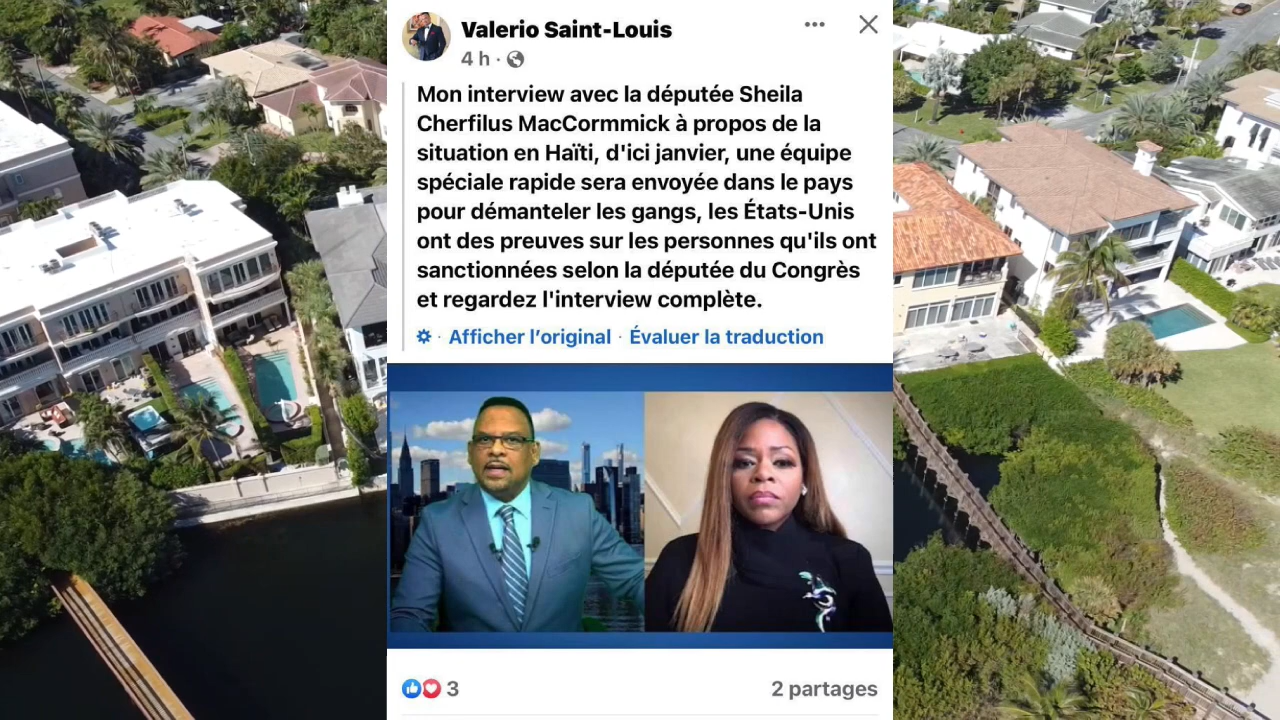 Valerio Saint-Louis
4 h ·
Mon interview avec la députée Sheila
Cherfilus MacCormmick à propos de la
situation en Haïti, d'ici janvier, une équipe
spéciale rapide sera envoyée dans le pays
pour démanteler les gangs, les États-Unis
ont des preuves sur les personnes qu'ils ont
sanctionnées selon la députée du Congrès
et regardez l'interview complète.
· Afficher l’original · Évaluer la traduction
3
2 partages